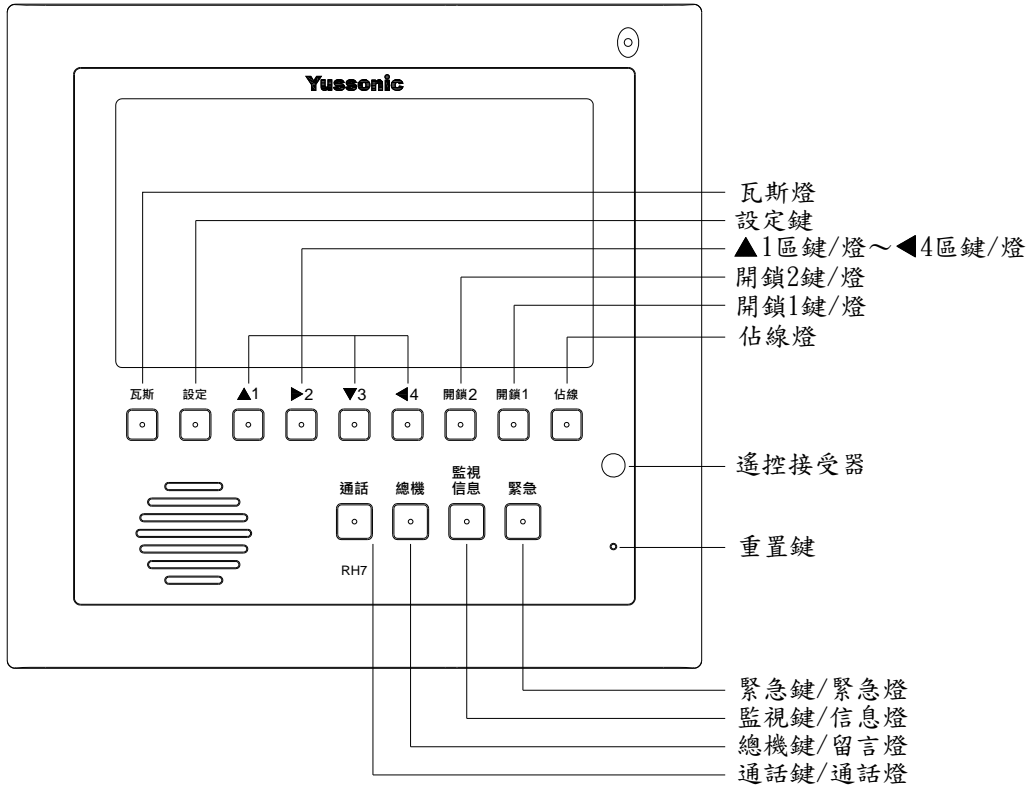 Yussonic
瓦斯燈
設定鍵
▲1區鍵/燈～◀4區鍵/燈
開鎖2鍵/燈
開鎖1鍵/燈
佔線燈
瓦斯 設定 ▲1 ▶2 ▼3 ◀4 開鎖2 開鎖1 佔線
遙控接受器
通話 總機 監視 信息 緊急
重置鍵
RH7
緊急鍵/緊急燈
監視鍵/信息燈
總機鍵/留言燈
通話鍵/通話燈